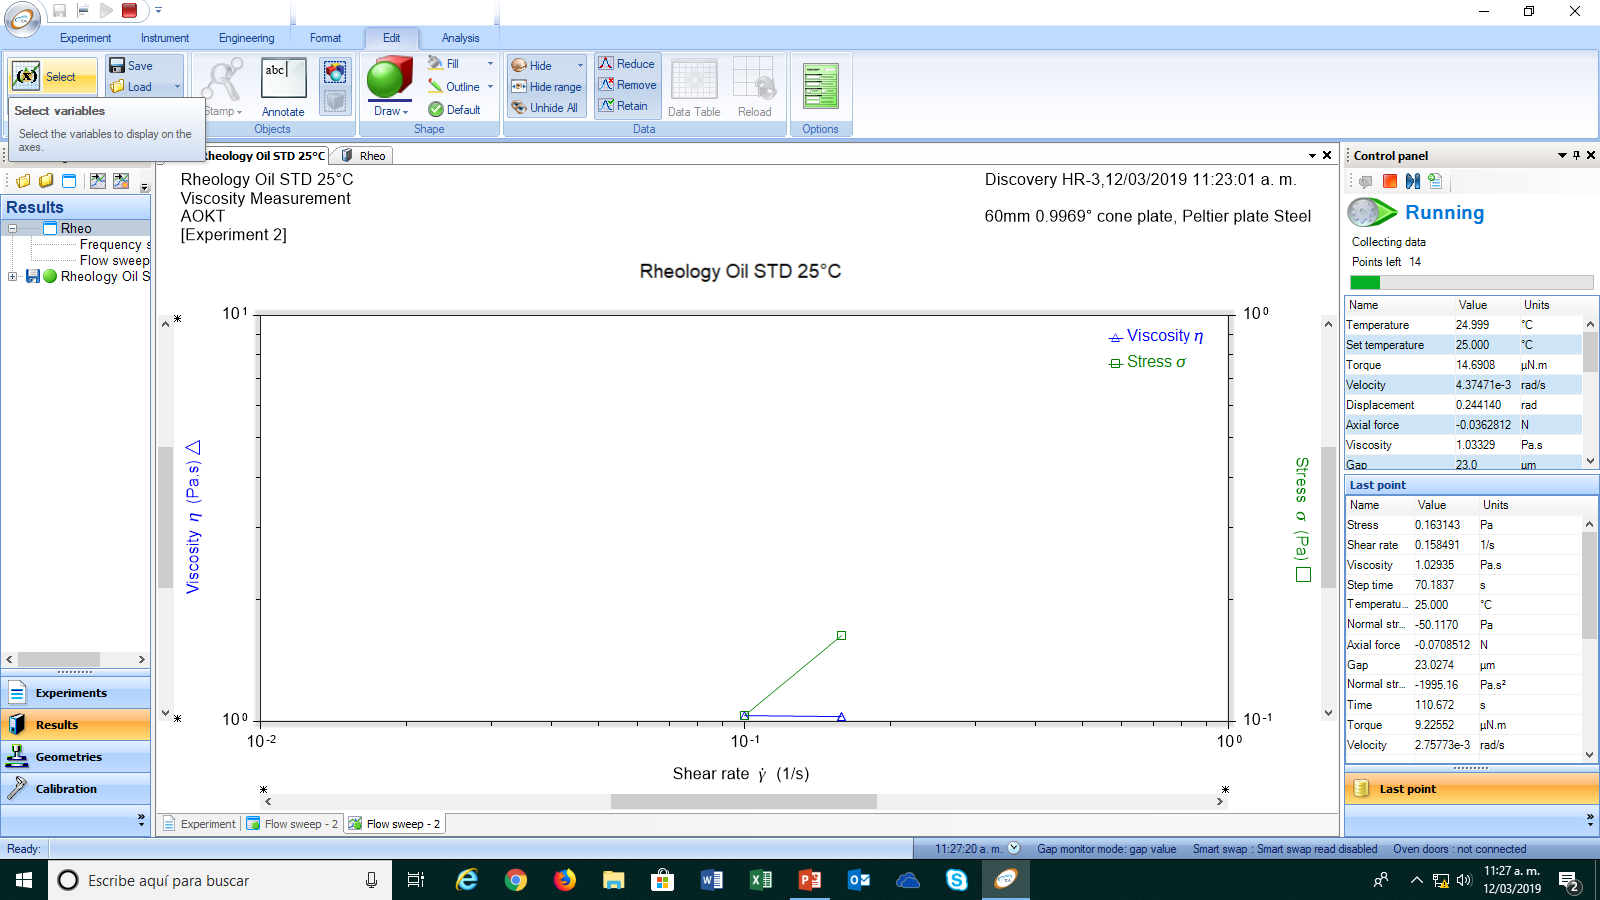 Experiment Instrument Engineering Format Edit Analysis
Select Save Load
Stamp abc Annotate Objects
Draw Fill Outline Default Shape
Hide Hide range Unhide All Reduce Remove Retain Data Table Reload Data
Options
Select variables
Select the variables to display on the
axes.
Rheology Oil STD 25°C Rheo
Results
Rheo
Frequency s
Flow sweep
Rheology Oil S
Experiments
Results
Geometries
Calibration
Rheology Oil STD 25°C
Viscosity Measurement
AOKT
[Experiment 2]
Discovery HR-3,12/03/2019 11:23:01 a. m.
60mm 0.9969° cone plate, Peltier plate Steel
Rheology Oil STD 25°C
Viscosity η
Stress σ
10¹
10⁰
Viscosity η (Pa.s)
10⁰
10⁻¹
Stress σ (Pa)
10⁻² 10⁻¹ 10⁰
Shear rate γ̇ (1/s)
Experiment Flow sweep - 2 Flow sweep - 2
Control panel
Running
Collecting data
Points left 14
Name Value Units
Temperature 24.999 °C
Set temperature 25.000 °C
Torque 14.6908 µN.m
Velocity 4.37471e-3 rad/s
Displacement 0.244140 rad
Axial force -0.0362812 N
Viscosity 1.03329 Pa.s
Gap 23.0 µm
Last point
Name Value Units
Stress 0.163143 Pa
Shear rate 0.158491 1/s
Viscosity 1.02935 Pa.s
Step time 70.1837 s
Temperatu... 25.000 °C
Normal str... -50.1170 Pa
Axial force -0.0708512 N
Gap 23.0274 µm
Normal str... -1995.16 Pa.s²
Time 110.672 s
Torque 9.22552 µN.m
Velocity 2.75773e-3 rad/s
Last point
Ready: 11:27:20 a. m. Gap monitor mode: gap value Smart swap : Smart swap read disabled Oven doors : not connected
Escribe aquí para buscar
11:27 a. m.
12/03/2019
2